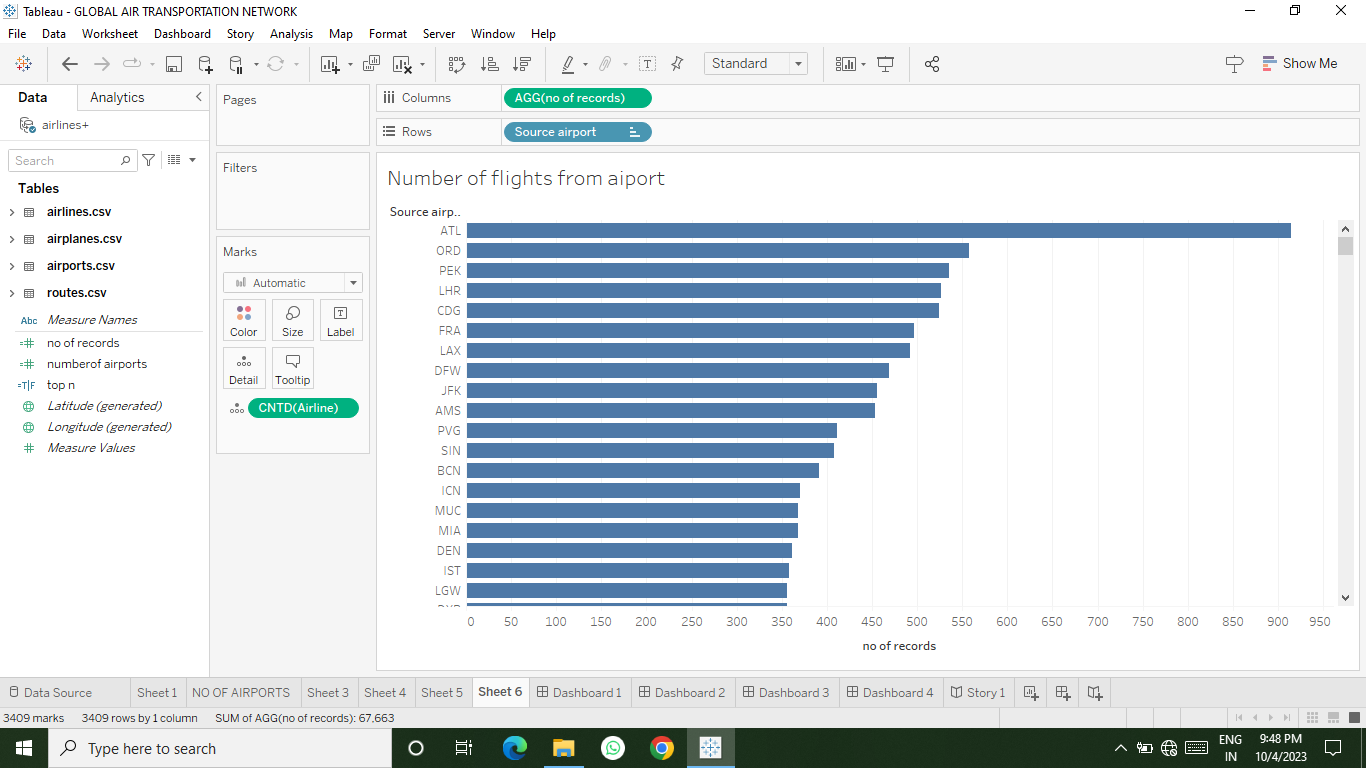 Tableau - GLOBAL AIR TRANSPORTATION NETWORK
File Data Worksheet Dashboard Story Analysis Map Format Server Window Help
Standard
Show Me
Data
Analytics
airlines+
Search
Tables
airlines.csv
airplanes.csv
airports.csv
routes.csv
Abc Measure Names
no of records
numberof airports
=T|F top n
Latitude (generated)
Longitude (generated)
Measure Values
Pages
Filters
Marks
Automatic
Color
Size
Label
Detail
Tooltip
CNTD(Airline)
Columns
AGG(no of records)
Rows
Source airport
Number of flights from aiport
Source airp..
ATL
ORD
PEK
LHR
CDG
FRA
LAX
DFW
JFK
AMS
PVG
SIN
BCN
ICN
MUC
MIA
DEN
IST
LGW
0 50 100 150 200 250 300 350 400 450 500 550 600 650 700 750 800 850 900 950
no of records
Data Source
Sheet 1
NO OF AIRPORTS
Sheet 3
Sheet 4
Sheet 5
Sheet 6
Dashboard 1
Dashboard 2
Dashboard 3
Dashboard 4
Story 1
3409 marks 3409 rows by 1 column SUM of AGG(no of records): 67.663
Type here to search
ENG
IN
9:48 PM
10/4/2023